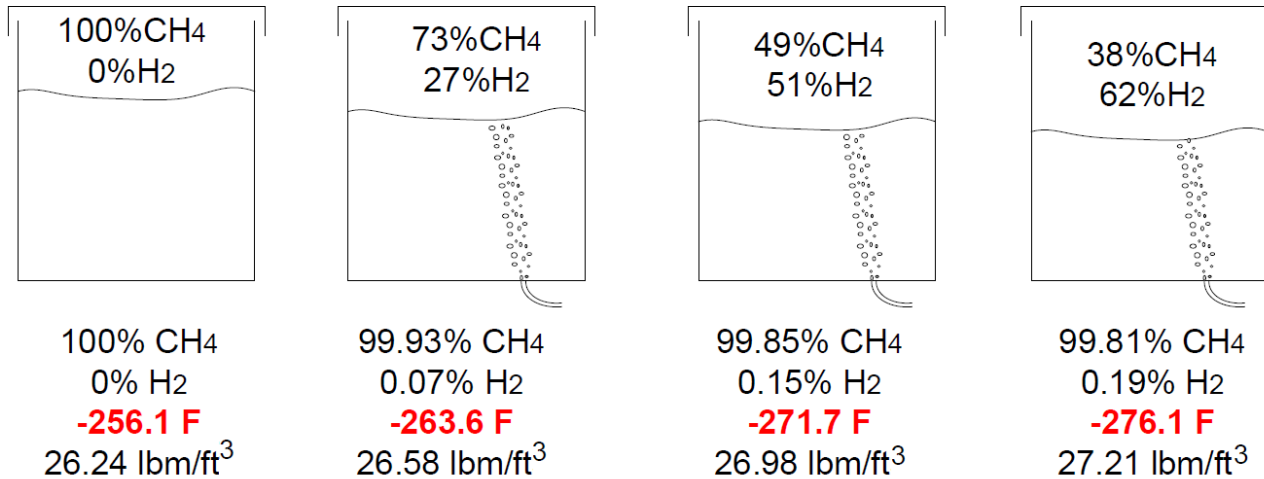 100%CH4
0%H2
73%CH4
27%H2
49%CH4
51%H2
38%CH4
62%H2
100% CH4
0% H2
-256.1 F
26.24 lbm/ft³
99.93% CH4
0.07% H2
-263.6 F
26.58 lbm/ft³
99.85% CH4
0.15% H2
-271.7 F
26.98 lbm/ft³
99.81% CH4
0.19% H2
-276.1 F
27.21 lbm/ft³